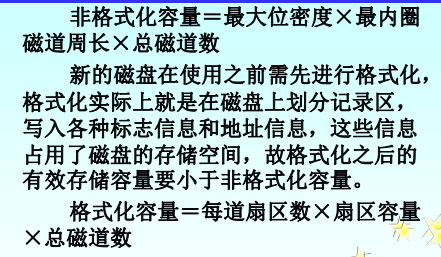 非格式化容量＝最大位密度×最内圈
磁道周长×总磁道数
新的磁盘在使用之前需先进行格式化，
格式化实际上就是在磁盘上划分记录区，
写入各种标志信息和地址信息，这些信息
占用了磁盘的存储空间，故格式化之后的
有效存储容量要小于非格式化容量。
格式化容量＝每道扇区数×扇区容量
×总磁道数